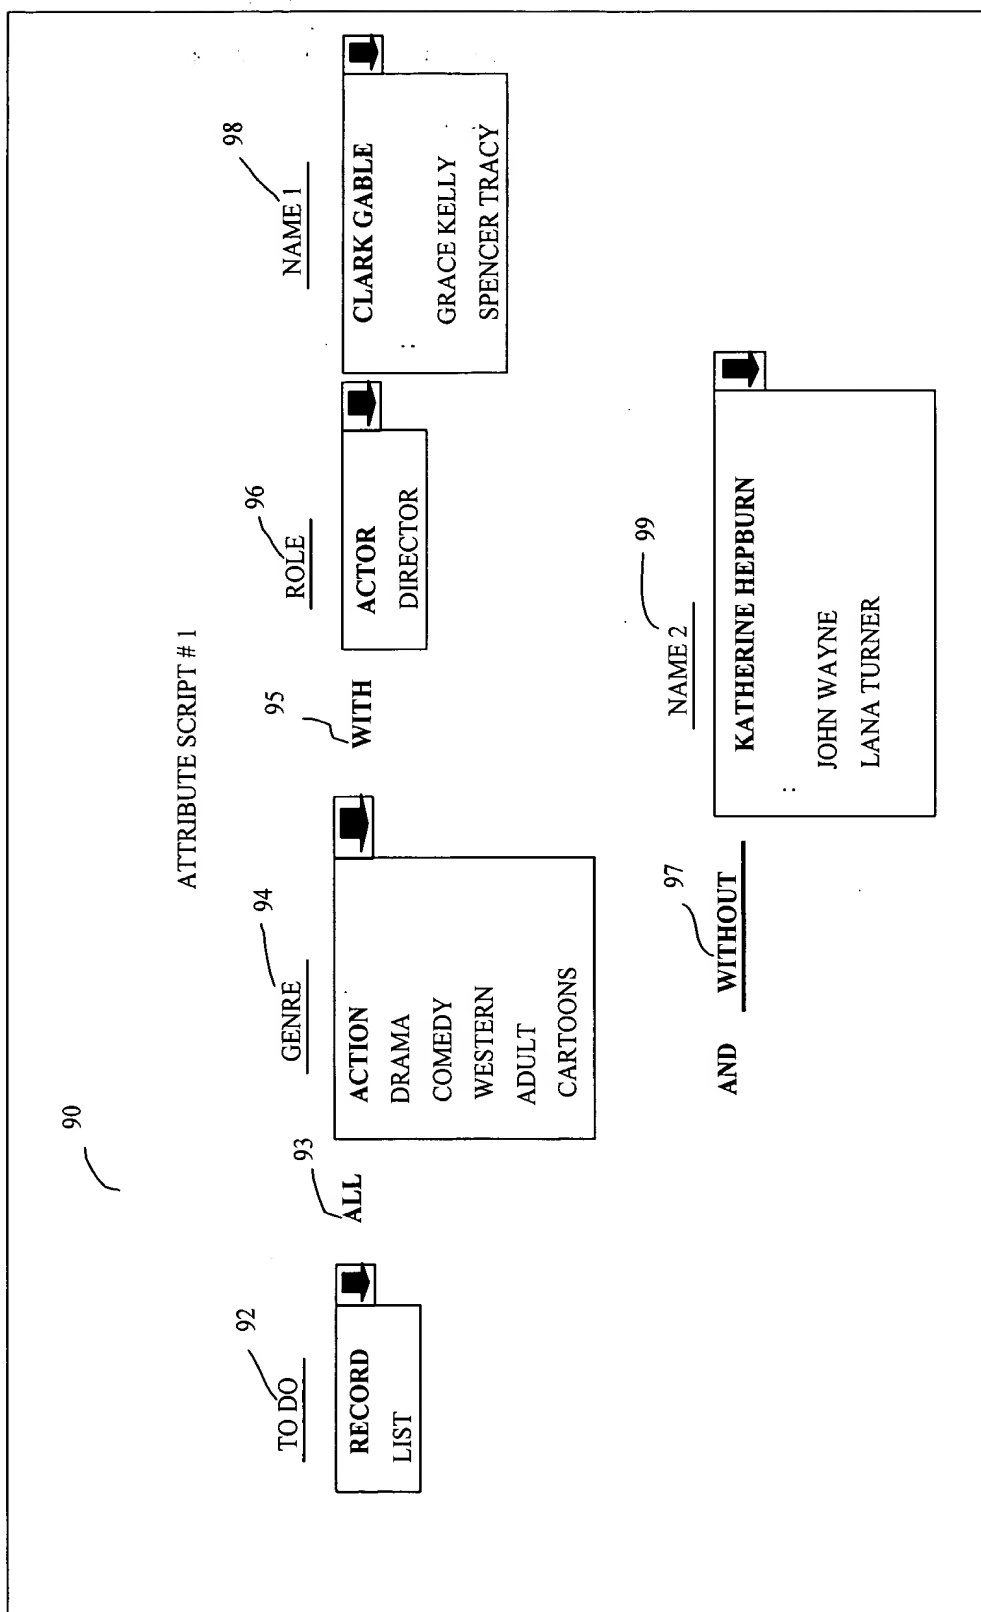 90
ATTRIBUTE SCRIPT # 1
92
TO DO
RECORD
LIST
93
ALL
94
GENRE
ACTION
DRAMA
COMEDY
WESTERN
ADULT
CARTOONS
95
WITH
96
ROLE
ACTOR
DIRECTOR
98
NAME 1
CLARK GABLE
:
GRACE KELLY
SPENCER TRACY
AND
97
WITHOUT
99
NAME 2
KATHERINE HEPBURN
:
JOHN WAYNE
LANA TURNER